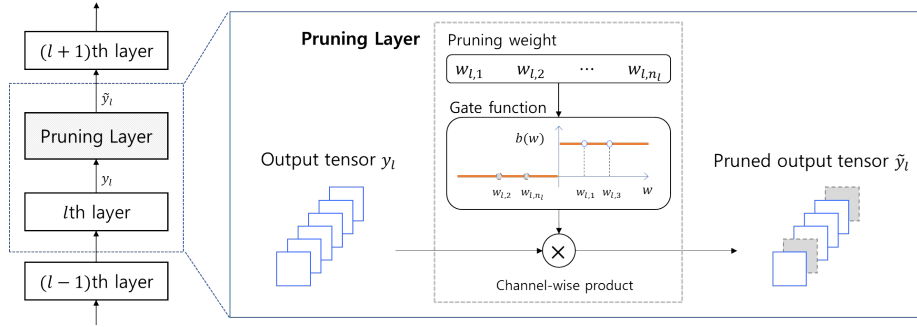 (l + 1)th layer
ỹ_l
Pruning Layer
y_l
lth layer
(l − 1)th layer
Pruning Layer
Pruning weight
w_{l,1} w_{l,2} ⋯ w_{l,n_l}
Gate function
b(w)
w_{l,2} w_{l,n_l} w_{l,1} w_{l,3} w
Output tensor y_l
×
Channel-wise product
Pruned output tensor ỹ_l